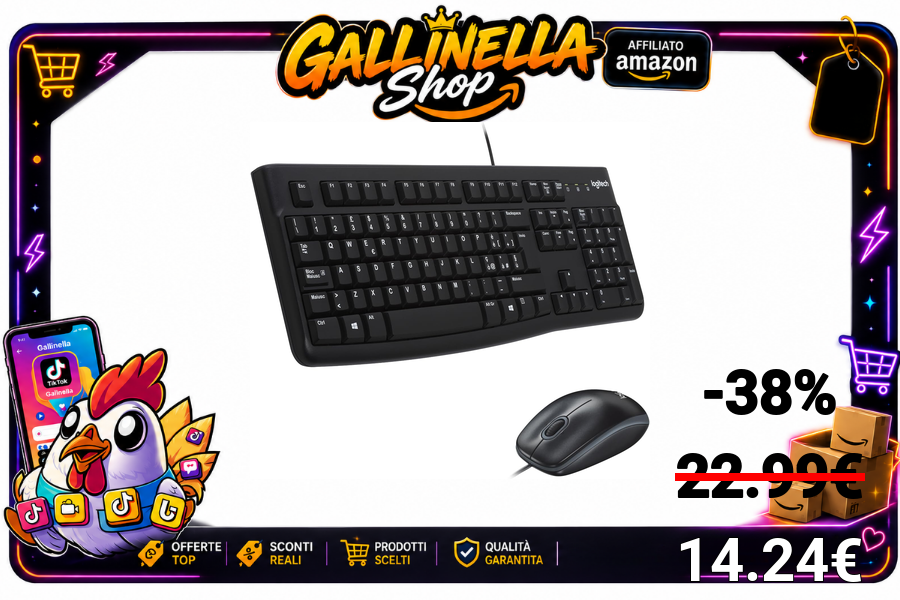 GALLINELLA
Shop
AFFILIATO
amazon
logitech
Gallinella
TikTok
Gallinella
-38%
22.99€
14.24€
OFFERTE
TOP
SCONTI
REALI
PRODOTTI
SCELTI
QUALITÀ
GARANTITA